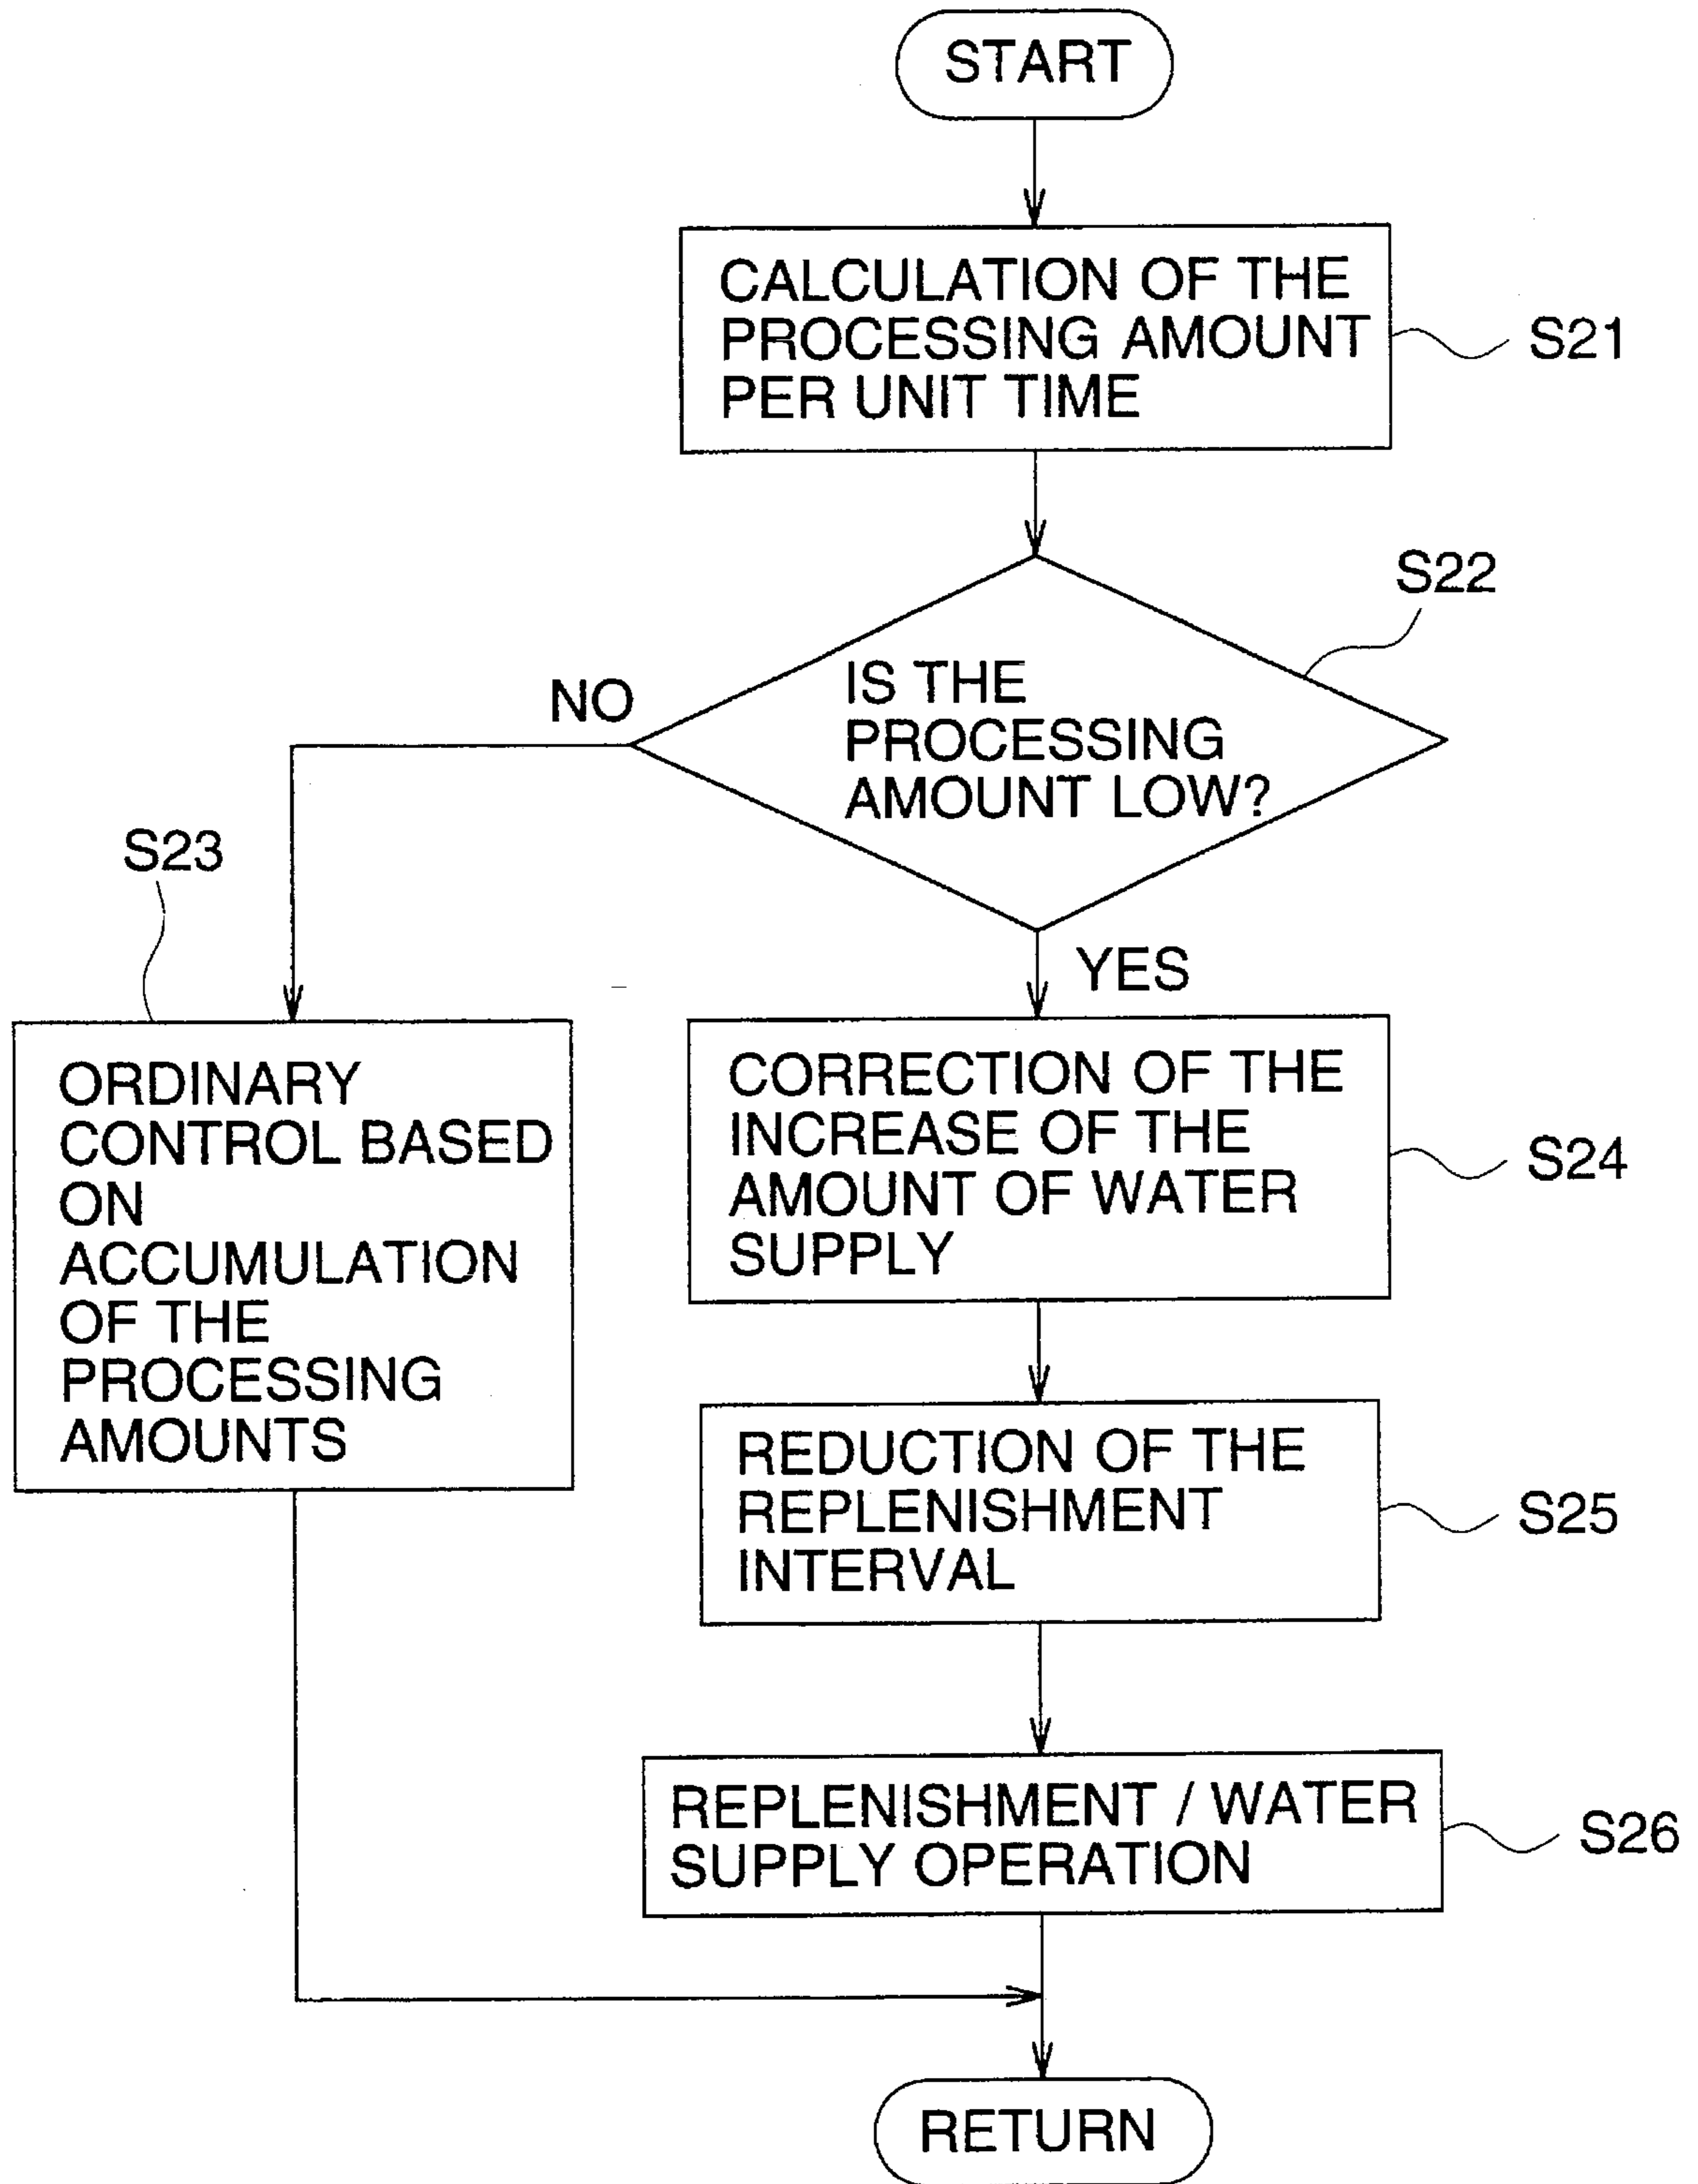 START
CALCULATION OF THE
PROCESSING AMOUNT
PER UNIT TIME
S21
S22
IS THE
PROCESSING
AMOUNT LOW?
NO
YES
S23
ORDINARY
CONTROL BASED
ON
ACCUMULATION
OF THE
PROCESSING
AMOUNTS
CORRECTION OF THE
INCREASE OF THE
AMOUNT OF WATER
SUPPLY
S24
REDUCTION OF THE
REPLENISHMENT
INTERVAL
S25
REPLENISHMENT / WATER
SUPPLY OPERATION
S26
RETURN